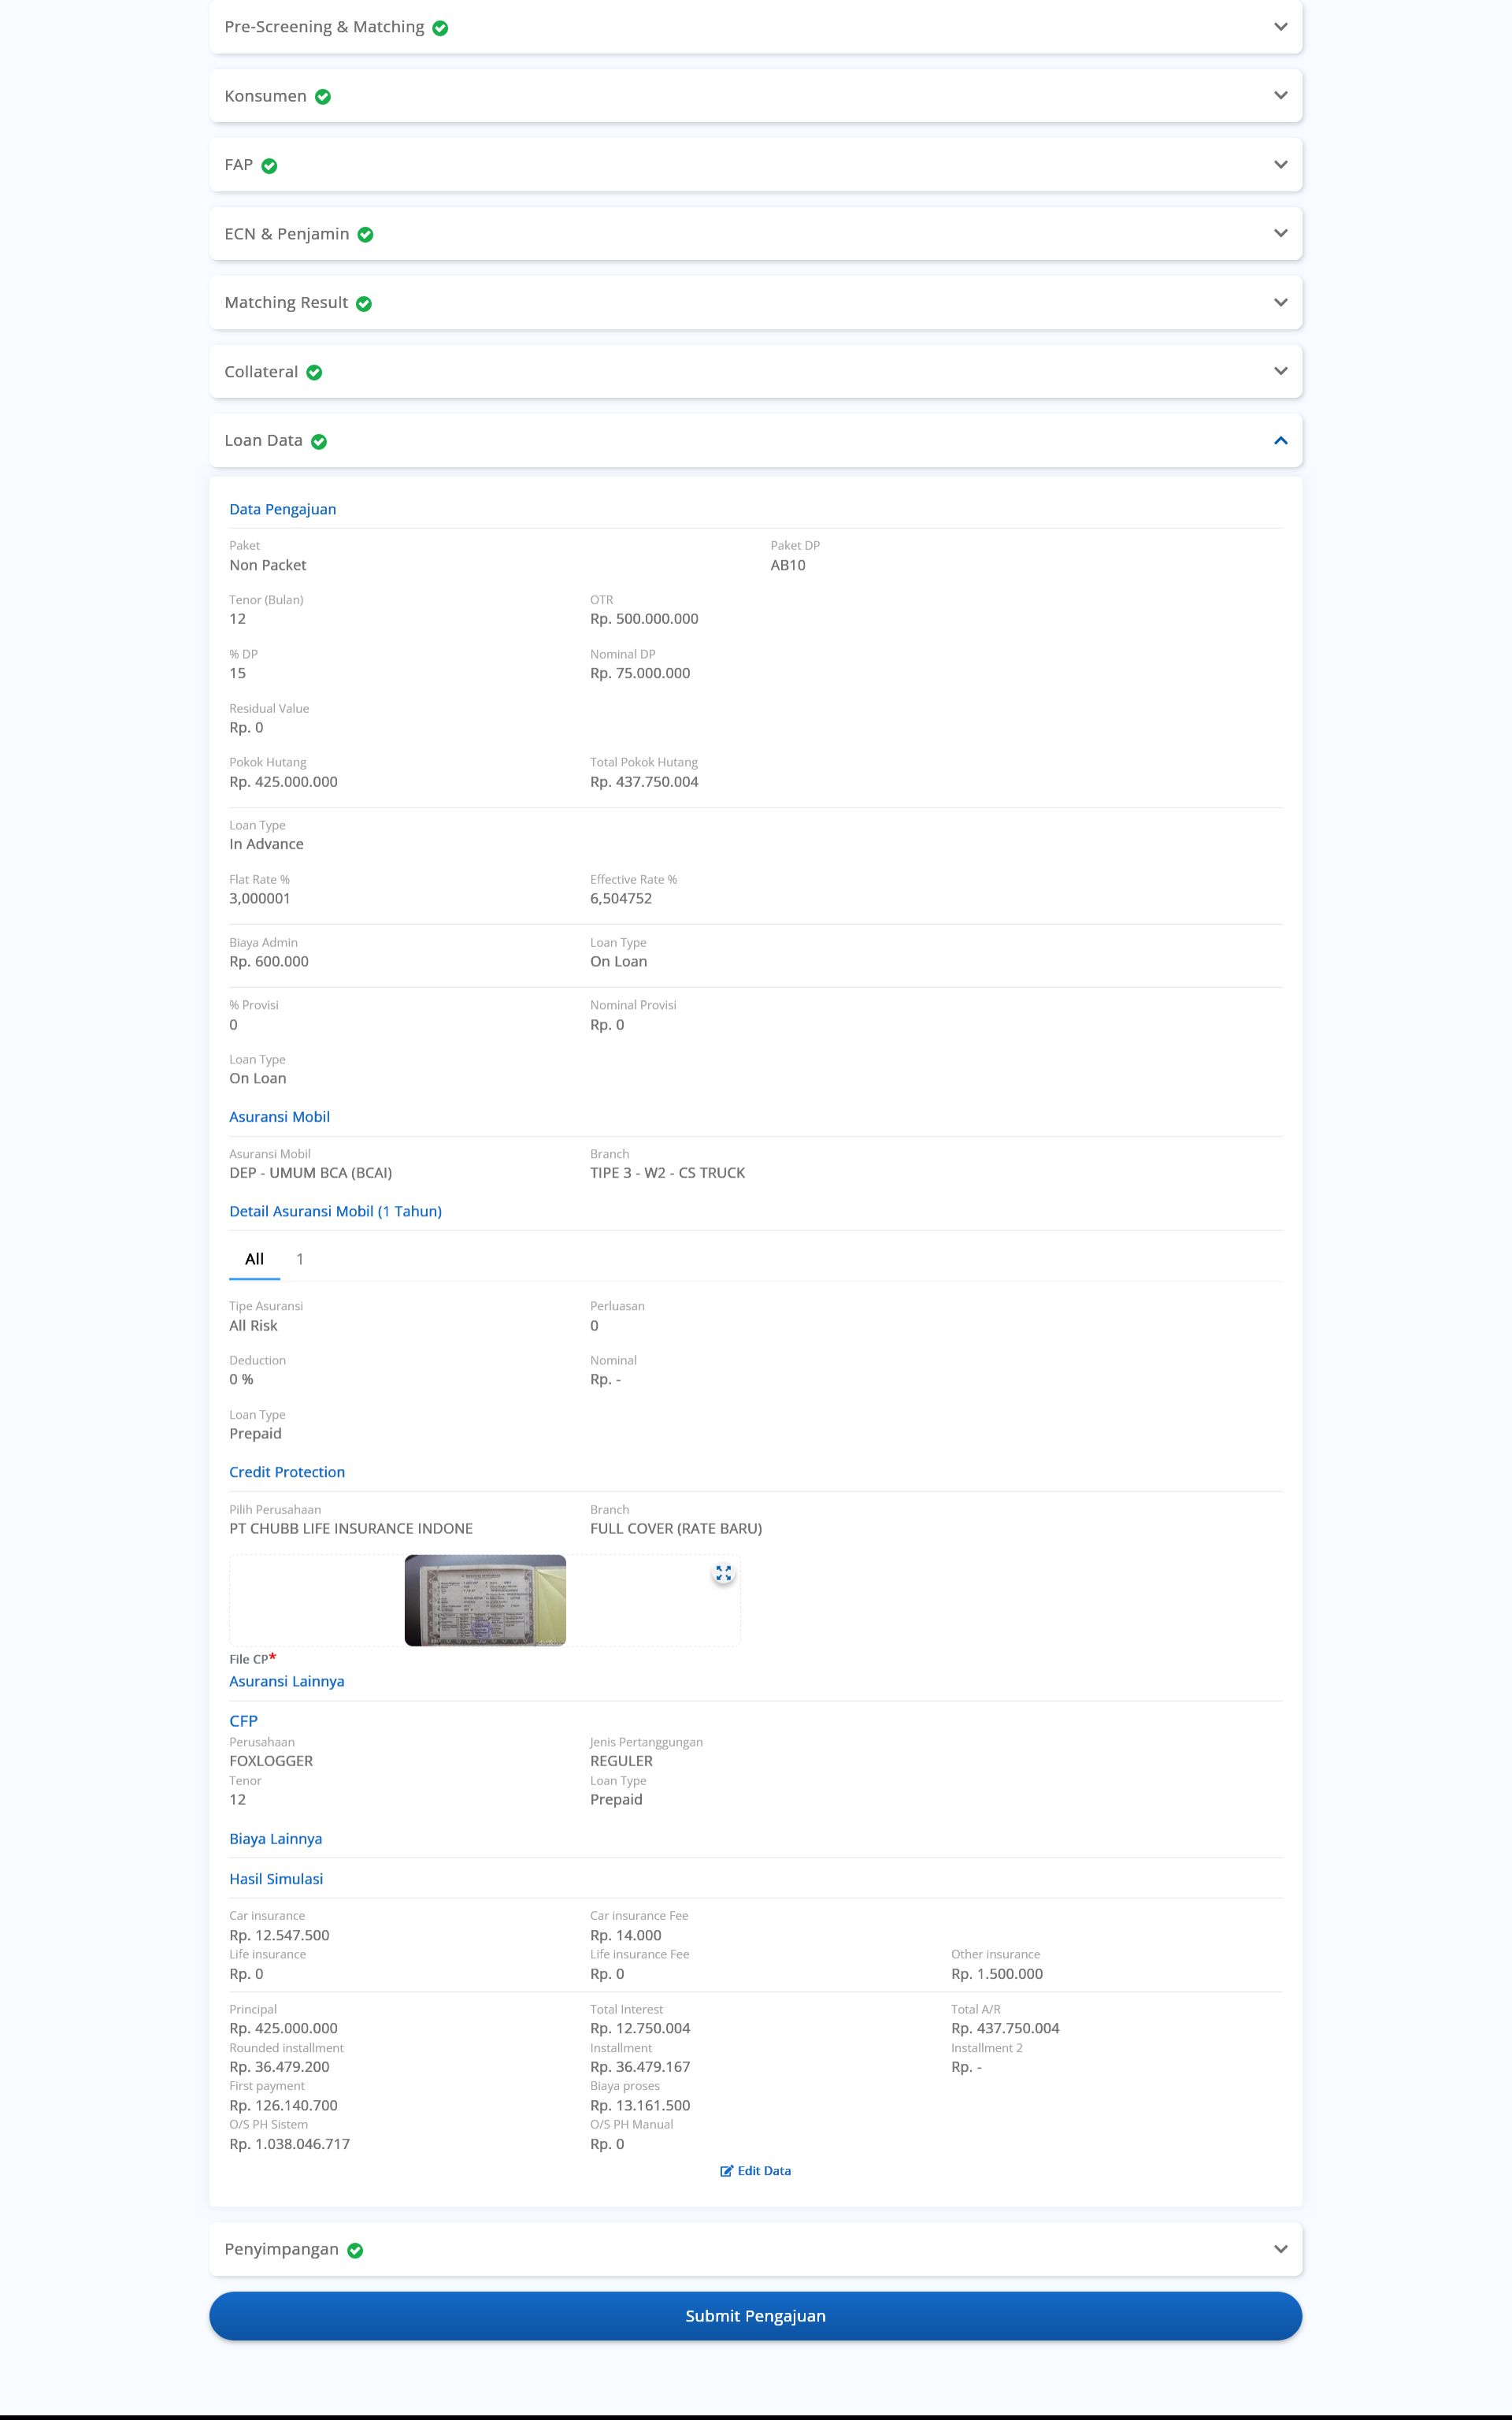 Pre-Screening & Matching
Konsumen
FAP
ECN & Penjamin
Matching Result
Collateral
Loan Data
Data Pengajuan
Paket Paket DP
Non Packet AB10
Tenor (Bulan) OTR
12 Rp. 500.000.000
% DP Nominal DP
15 Rp. 75.000.000
Residual Value
Rp. 0
Pokok Hutang Total Pokok Hutang
Rp. 425.000.000 Rp. 437.750.004
Loan Type
In Advance
Flat Rate % Effective Rate %
3,000001 6,504752
Biaya Admin Loan Type
Rp. 600.000 On Loan
% Provisi Nominal Provisi
0 Rp. 0
Loan Type
On Loan
Asuransi Mobil
Asuransi Mobil Branch
DEP - UMUM BCA (BCAI) TIPE 3 - W2 - CS TRUCK
Detail Asuransi Mobil (1 Tahun)
All 1
Tipe Asuransi Perluasan
All Risk 0
Deduction Nominal
0 % Rp. -
Loan Type
Prepaid
Credit Protection
Pilih Perusahaan Branch
PT CHUBB LIFE INSURANCE INDONE FULL COVER (RATE BARU)
File CP*
Asuransi Lainnya
CFP
Perusahaan Jenis Pertanggungan
FOXLOGGER REGULER
Tenor Loan Type
12 Prepaid
Biaya Lainnya
Hasil Simulasi
Car insurance Car insurance Fee
Rp. 12.547.500 Rp. 14.000
Life insurance Life insurance Fee Other insurance
Rp. 0 Rp. 0 Rp. 1.500.000
Principal Total Interest Total A/R
Rp. 425.000.000 Rp. 12.750.004 Rp. 437.750.004
Rounded installment Installment Installment 2
Rp. 36.479.200 Rp. 36.479.167 Rp. -
First payment Biaya proses
Rp. 126.140.700 Rp. 13.161.500
O/S PH Sistem O/S PH Manual
Rp. 1.038.046.717 Rp. 0
Edit Data
Penyimpangan
Submit Pengajuan